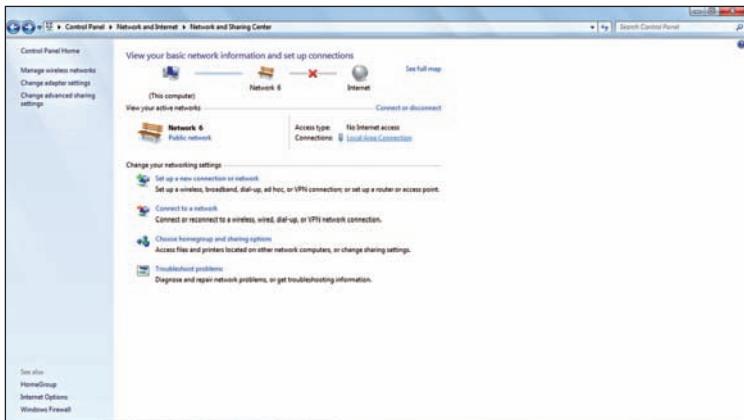 Control Panel ▸ Network and Internet ▸ Network and Sharing Center
Search Control Panel
Control Panel Home
Manage wireless networks
Change adapter settings
Change advanced sharing
settings
View your basic network information and set up connections
See full map
Network 6
Internet
(This computer)
View your active networks
Connect or disconnect
Network 6
Public network
Access type: No Internet access
Connections: Local Area Connection
Change your networking settings
Set up a new connection or network
Set up a wireless, broadband, dial-up, ad hoc, or VPN connection; or set up a router or access point.
Connect to a network
Connect or reconnect to a wireless, wired, dial-up, or VPN network connection.
Choose homegroup and sharing options
Access files and printers located on other network computers, or change sharing settings.
Troubleshoot problems
Diagnose and repair network problems, or get troubleshooting information.
See also
HomeGroup
Internet Options
Windows Firewall